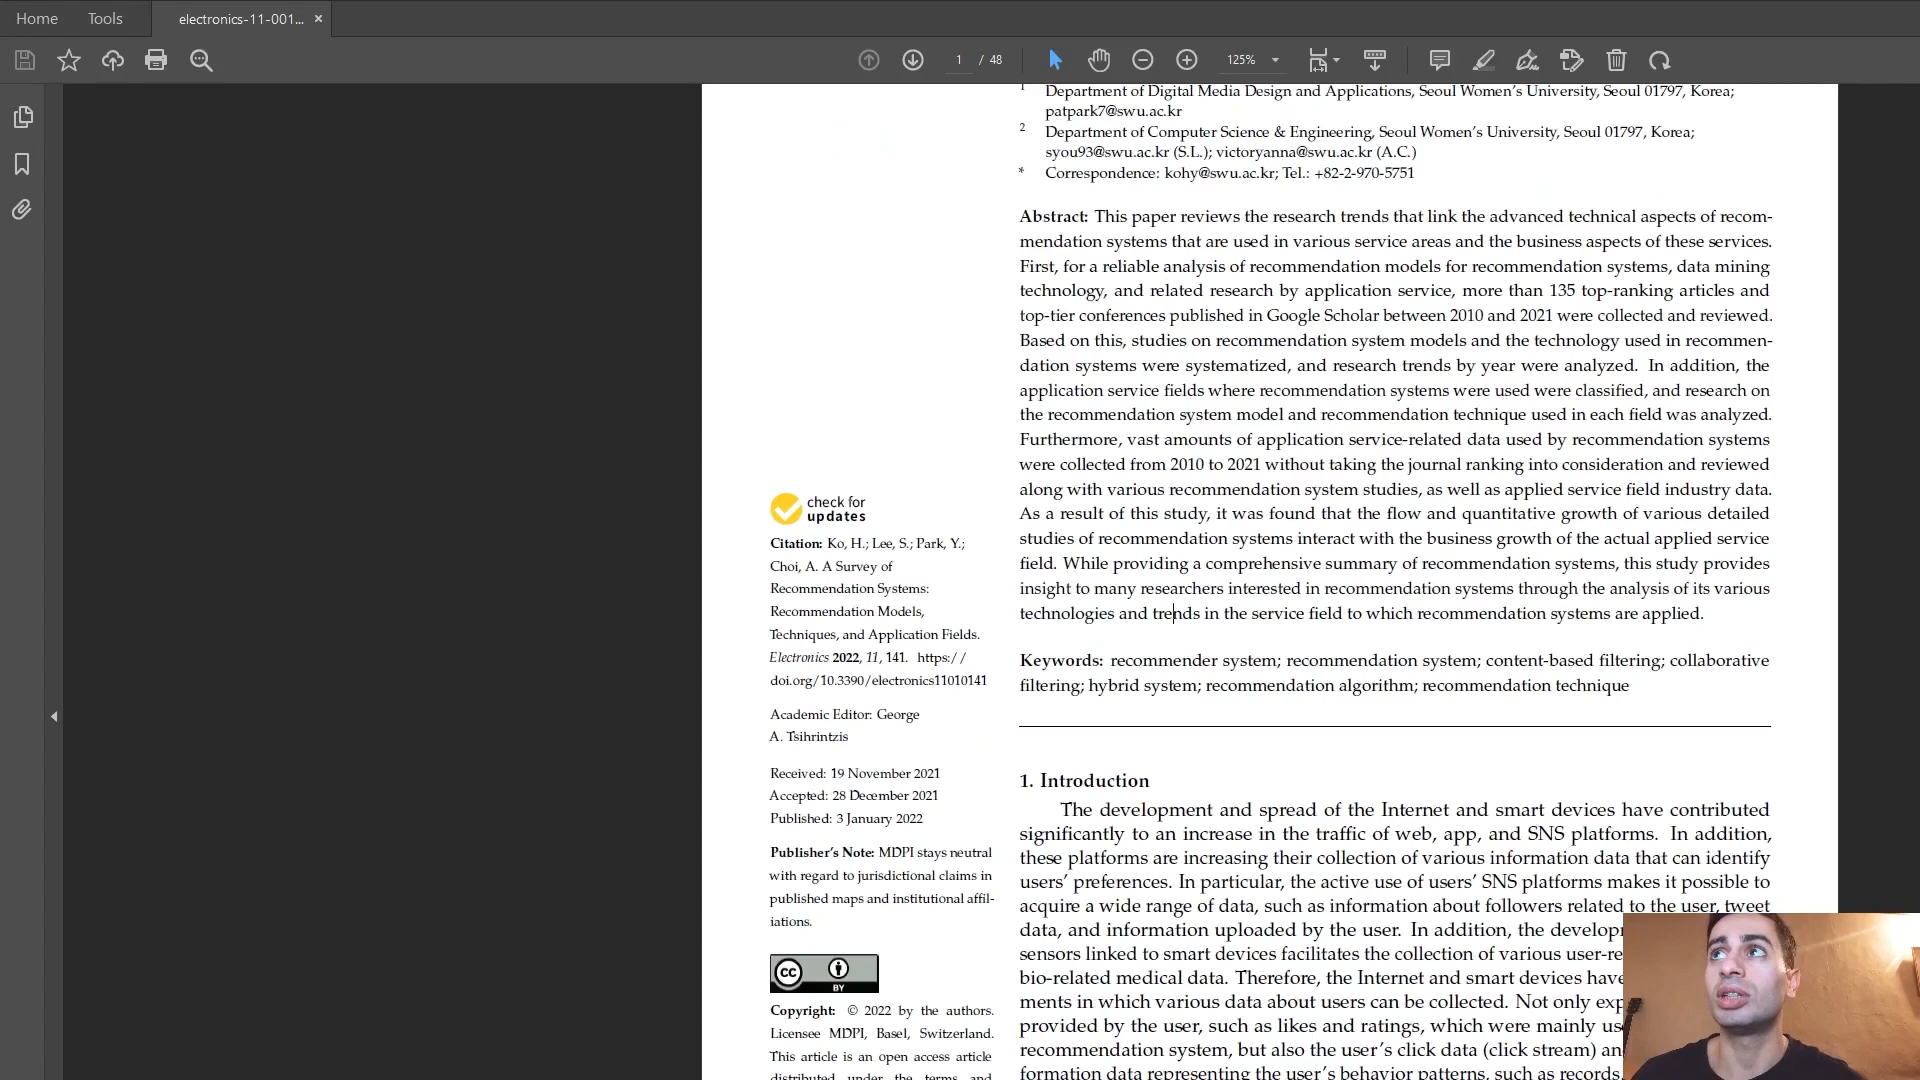 Home Tools electronics-11-001... ×
1 / 48 125%
1 Department of Digital Media Design and Applications, Seoul Women's University, Seoul 01797, Korea;
patpark7@swu.ac.kr
2 Department of Computer Science & Engineering, Seoul Women's University, Seoul 01797, Korea;
syou93@swu.ac.kr (S.L.); victoryanna@swu.ac.kr (A.C.)
* Correspondence: kohy@swu.ac.kr; Tel.: +82-2-970-5751
Abstract: This paper reviews the research trends that link the advanced technical aspects of recom-
mendation systems that are used in various service areas and the business aspects of these services.
First, for a reliable analysis of recommendation models for recommendation systems, data mining
technology, and related research by application service, more than 135 top-ranking articles and
top-tier conferences published in Google Scholar between 2010 and 2021 were collected and reviewed.
Based on this, studies on recommendation system models and the technology used in recommen-
dation systems were systematized, and research trends by year were analyzed. In addition, the
application service fields where recommendation systems were used were classified, and research on
the recommendation system model and recommendation technique used in each field was analyzed.
Furthermore, vast amounts of application service-related data used by recommendation systems
were collected from 2010 to 2021 without taking the journal ranking into consideration and reviewed
along with various recommendation system studies, as well as applied service field industry data.
As a result of this study, it was found that the flow and quantitative growth of various detailed
studies of recommendation systems interact with the business growth of the actual applied service
field. While providing a comprehensive summary of recommendation systems, this study provides
insight to many researchers interested in recommendation systems through the analysis of its various
technologies and trends in the service field to which recommendation systems are applied.
Keywords: recommender system; recommendation system; content-based filtering; collaborative
filtering; hybrid system; recommendation algorithm; recommendation technique
check for
updates
Citation: Ko, H.; Lee, S.; Park, Y.;
Choi, A. A Survey of
Recommendation Systems:
Recommendation Models,
Techniques, and Application Fields.
Electronics 2022, 11, 141. https://
doi.org/10.3390/electronics11010141
Academic Editor: George
A. Tsihrintzis
Received: 19 November 2021
Accepted: 28 December 2021
Published: 3 January 2022
Publisher's Note: MDPI stays neutral
with regard to jurisdictional claims in
published maps and institutional affil-
iations.
cc BY
Copyright: © 2022 by the authors.
Licensee MDPI, Basel, Switzerland.
This article is an open access article
distributed under the terms and
1. Introduction
The development and spread of the Internet and smart devices have contributed
significantly to an increase in the traffic of web, app, and SNS platforms. In addition,
these platforms are increasing their collection of various information data that can identify
users' preferences. In particular, the active use of users' SNS platforms makes it possible to
acquire a wide range of data, such as information about followers related to the user, tweet
data, and information uploaded by the user. In addition, the develop
sensors linked to smart devices facilitates the collection of various user-re
bio-related medical data. Therefore, the Internet and smart devices have
ments in which various data about users can be collected. Not only exp
provided by the user, such as likes and ratings, which were mainly us
recommendation system, but also the user's click data (click stream) an
formation data representing the user's behavior patterns, such as records